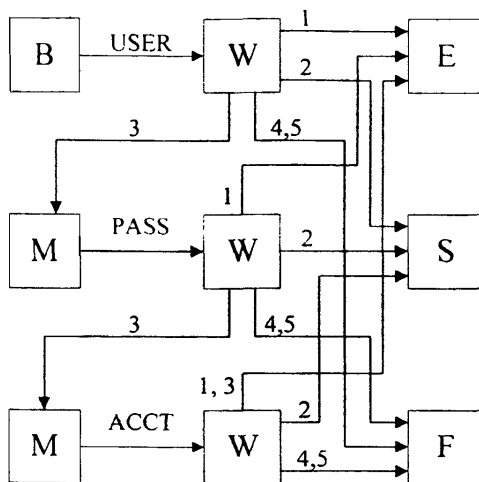 B USER W 1 E
2
3 4,5
1
M PASS W 2 S
3 4,5
1, 3 2
M ACCT W 4,5 F